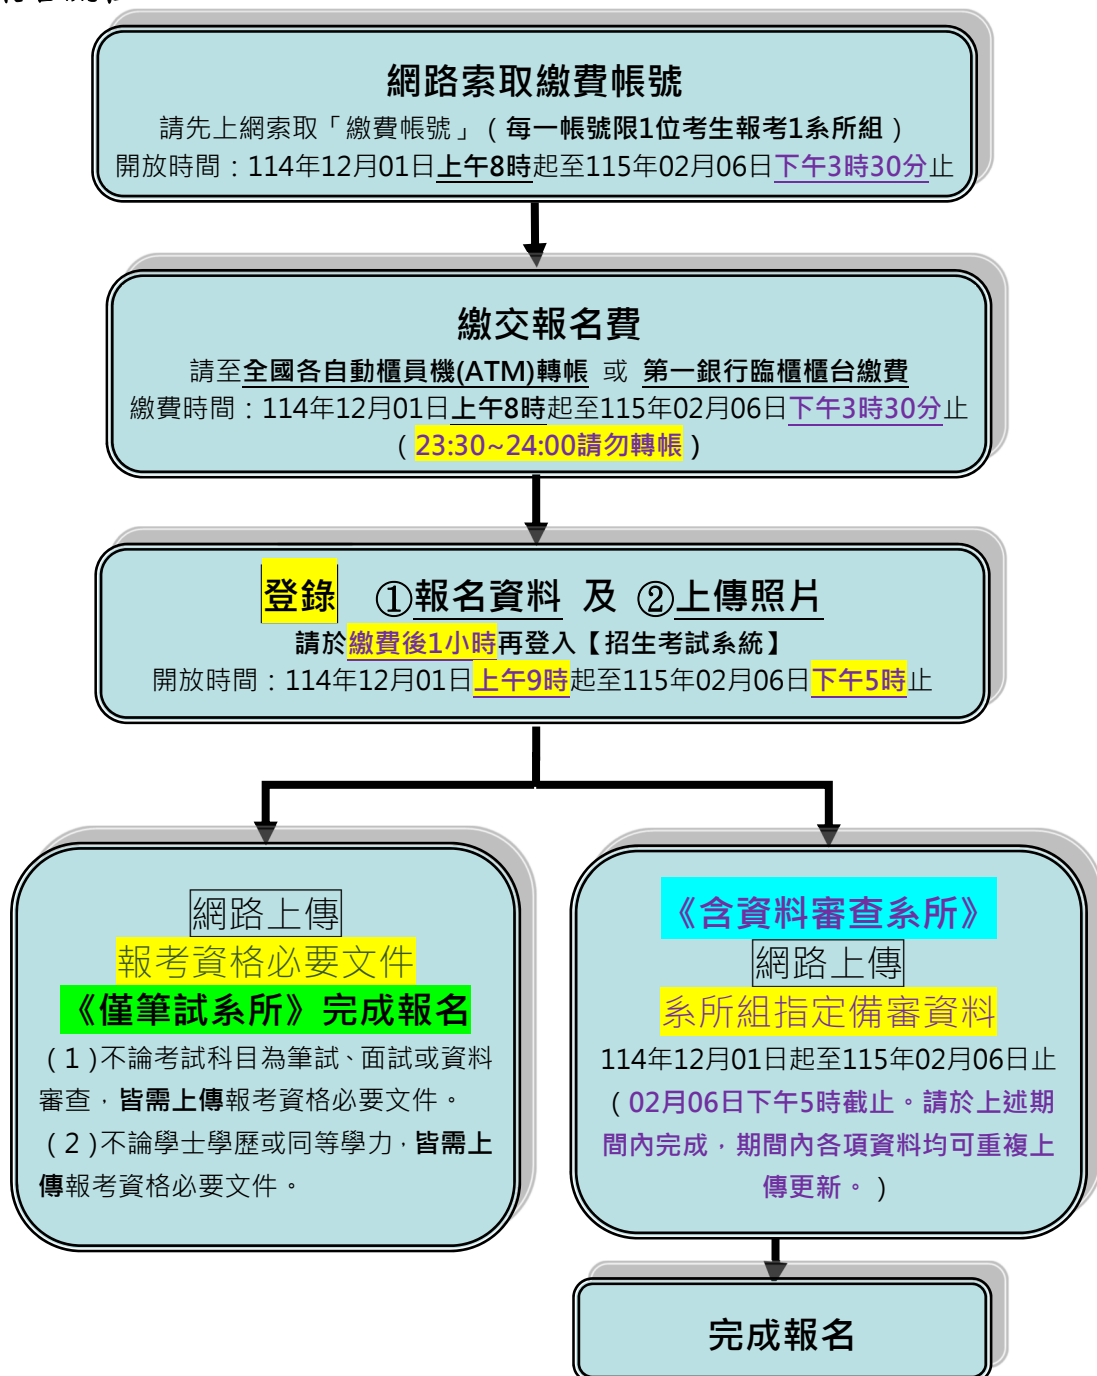 網路索取繳費帳號
請先上網索取「繳費帳號」（每一帳號限1位考生報考1系所組）
開放時間：114年12月01日上午8時起至115年02月06日下午3時30分止
繳交報名費
請至全國各自動櫃員機(ATM)轉帳 或 第一銀行臨櫃櫃台繳費
繳費時間：114年12月01日上午8時起至115年02月06日下午3時30分止
（23:30~24:00請勿轉帳）
登錄 ①報名資料 及 ②上傳照片
請於繳費後1小時再登入【招生考試系統】
開放時間：114年12月01日上午9時起至115年02月06日下午5時止
網路上傳
報考資格必要文件
《僅筆試系所》完成報名
（1）不論考試科目為筆試、面試或資料
審查，皆需上傳報考資格必要文件。
（2）不論學士學歷或同等學力，皆需上
傳報考資格必要文件。
《含資料審查系所》
網路上傳
系所組指定備審資料
114年12月01日起至115年02月06日止
（02月06日下午5時截止。請於上述期
間內完成，期間內各項資料均可重複上
傳更新。）
完成報名